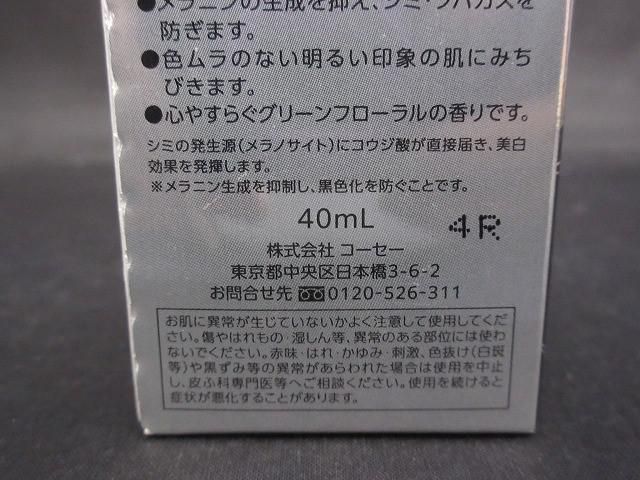 ●メラニンの生成を抑え、シミ・ソバカスを
防ぎます。
●色ムラのない明るい印象の肌にみち
びきます。
●心やすらぐグリーンフローラルの香りです。
シミの発生源(メラノサイト)にコウジ酸が直接届き、美白
効果を発揮します。
※メラニン生成を抑制し、黒色化を防ぐことです。
40mL
4R
株式会社 コーセー
東京都中央区日本橋3-6-2
お問合せ先 0120-526-311
お肌に異常が生じていないかよく注意して使用してくだ
さい。傷やはれもの・湿しん等、異常のある部位には使わ
ないでください。赤味・はれ・かゆみ・刺激、色抜け(白斑
等)や黒ずみ等の異常があらわれた場合は使用を中止
し、皮ふ科専門医等へご相談ください。使用を続けると
症状が悪化することがあります。